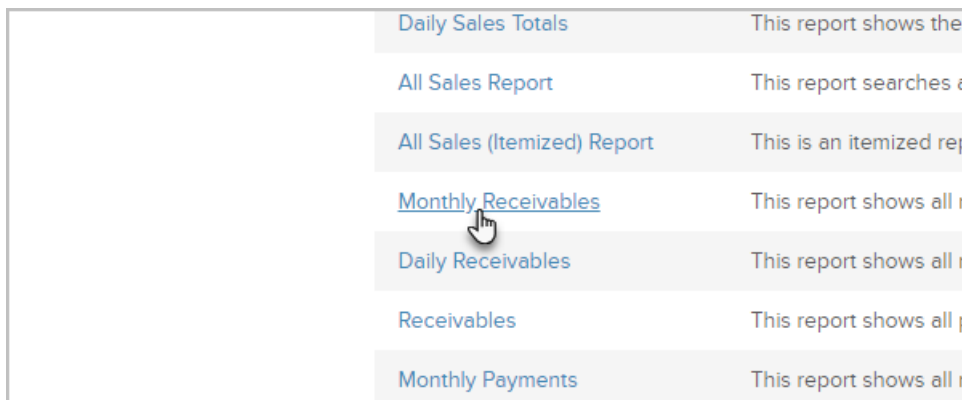 Daily Sales Totals This report shows the
All Sales Report This report searches
All Sales (Itemized) Report This is an itemized
Monthly Receivables This report shows all
Daily Receivables This report shows all
Receivables This report shows all
Monthly Payments This report shows all